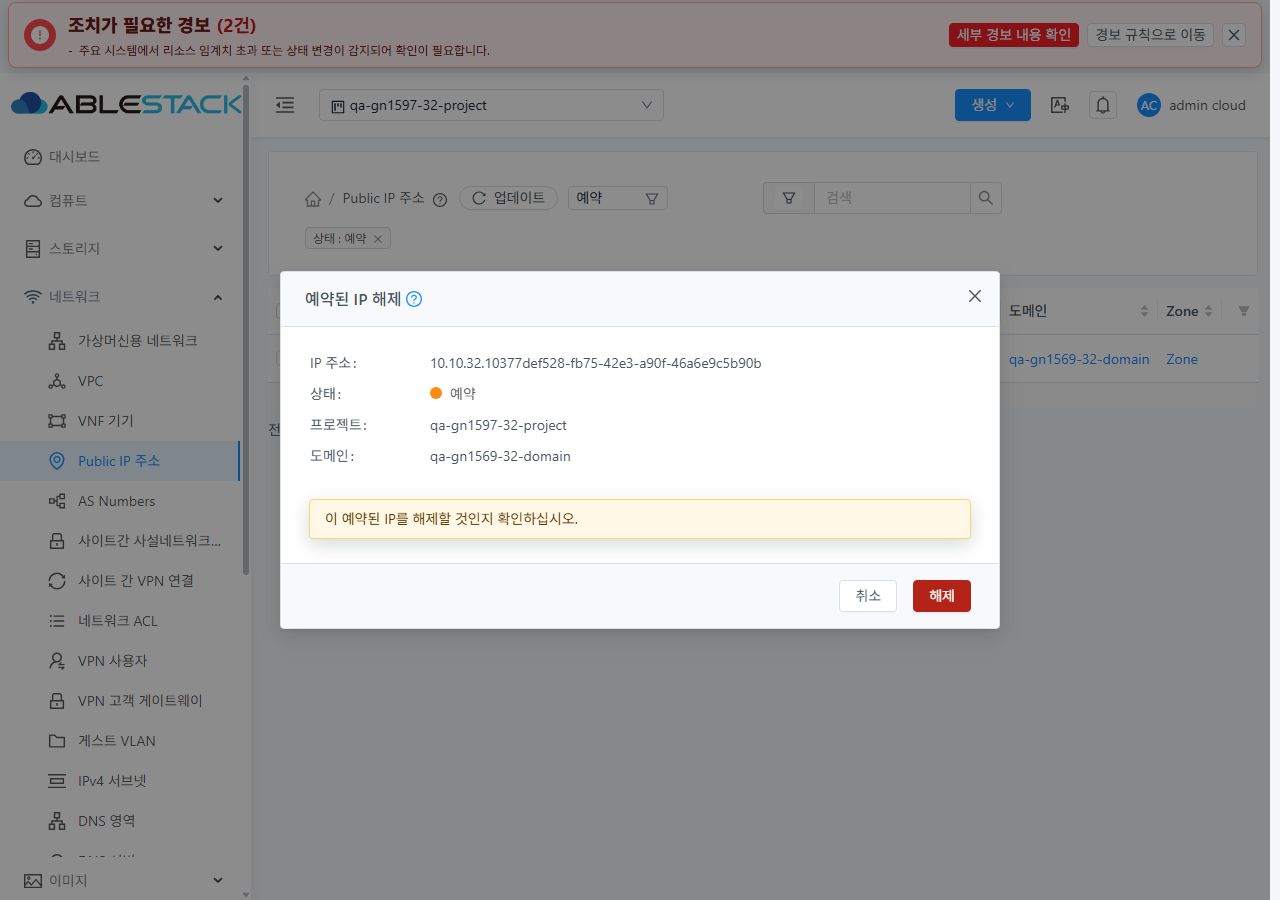 조치가 필요한 경보 (2건)
- 주요 시스템에서 리소스 임계치 초과 또는 상태 변경이 감지되어 확인이 필요합니다.
세부 경보 내용 확인
경보 규칙으로 이동
ABLESTACK
qa-gn1597-32-project
생성
AC
admin cloud
대시보드
컴퓨트
스토리지
네트워크
가상머신용 네트워크
VPC
VNF 기기
Public IP 주소
AS Numbers
사이트간 사설네트워크...
사이트 간 VPN 연결
네트워크 ACL
VPN 사용자
VPN 고객 게이트웨이
게스트 VLAN
IPv4 서브넷
DNS 영역
이미지
/ Public IP 주소
업데이트
예약
검색
상태 : 예약
도메인
Zone
qa-gn1569-32-domain
Zone
전
예약된 IP 해제
IP 주소:
10.10.32.10377def528-fb75-42e3-a90f-46a6e9c5b90b
상태:
예약
프로젝트:
qa-gn1597-32-project
도메인:
qa-gn1569-32-domain
이 예약된 IP를 해제할 것인지 확인하십시오.
취소
해제